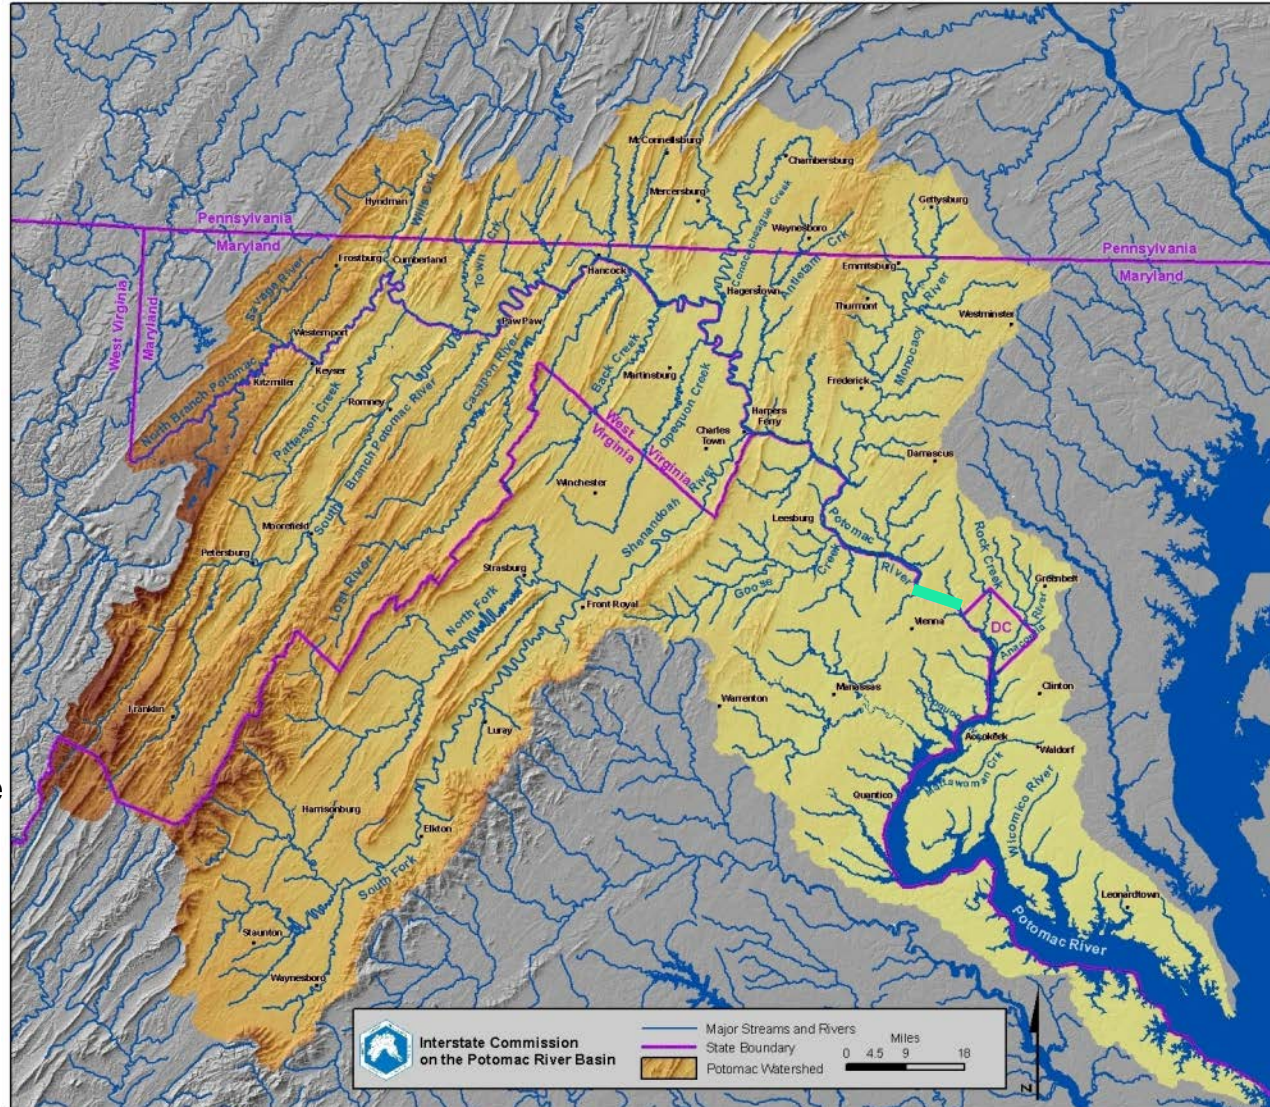 McConnellsburg
Chambersburg
Mercersburg
Hyndman
Wills Crk
Gettysburg
Conococheague Creek
Waynesboro
Antietam Crk
Pennsylvania
Maryland
Pennsylvania
Maryland
Frostburg
Cumberland
Town Crk
Hancock
Emmitsburg
Hagerstown
Thurmont
Westminster
Savage River
West Virginia
Maryland
Westernport
Paw Paw
Monocacy
River
Kitzmiller
Keyser
North Branch Potomac
Cacapon River
Back Creek
Martinsburg
Frederick
Patterson Creek
Romney
South Branch Potomac River
Opequon Creek
Harpers
Ferry
Charles
Town
West
Virginia
Virginia
Damascus
Winchester
Shenandoah River
Leesburg
Potomac
River
Rock Creek
Moorefield
Petersburg
Lost River
Strasburg
North Fork
Goose
Creek
Greenbelt
Front Royal
Vienna
DC
Anacostia River
Warrenton
Manassas
Clinton
Franklin
Luray
Occoquan
Accokeek
Waldorf
Mattawoman Crk
Quantico
e
Harrisonburg
Elkton
South Fork
Wicomico River
Leonardtown
Staunton
Waynesboro
Potomac River
Interstate Commission
on the Potomac River Basin
Major Streams and Rivers
State Boundary
Potomac Watershed
Miles
0 4.5 9 18
N